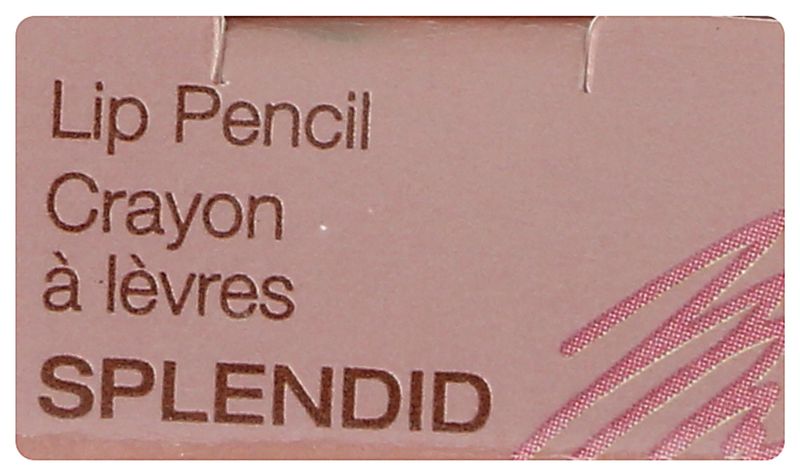 Lip Pencil
Crayon
à lèvres
SPLENDID